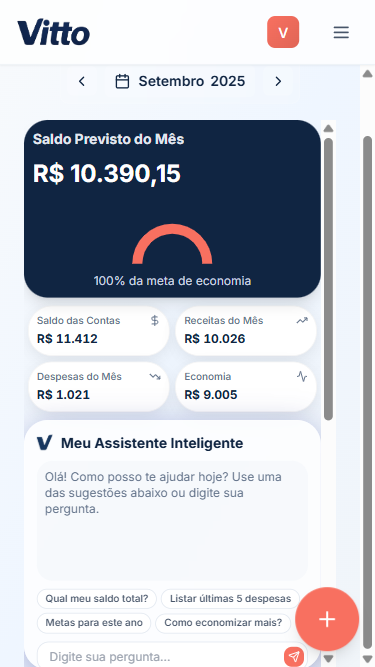 Vitto
V
Setembro 2025
Saldo Previsto do Mês
R$ 10.390,15
100% da meta de economia
Saldo das Contas
R$ 11.412
Receitas do Mês
R$ 10.026
Despesas do Mês
R$ 1.021
Economia
R$ 9.005
V Meu Assistente Inteligente
Olá! Como posso te ajudar hoje? Use uma
das sugestões abaixo ou digite sua
pergunta.
Qual meu saldo total?
Listar últimas 5 despesas
Metas para este ano
Como economizar mais?
Digite sua pergunta...